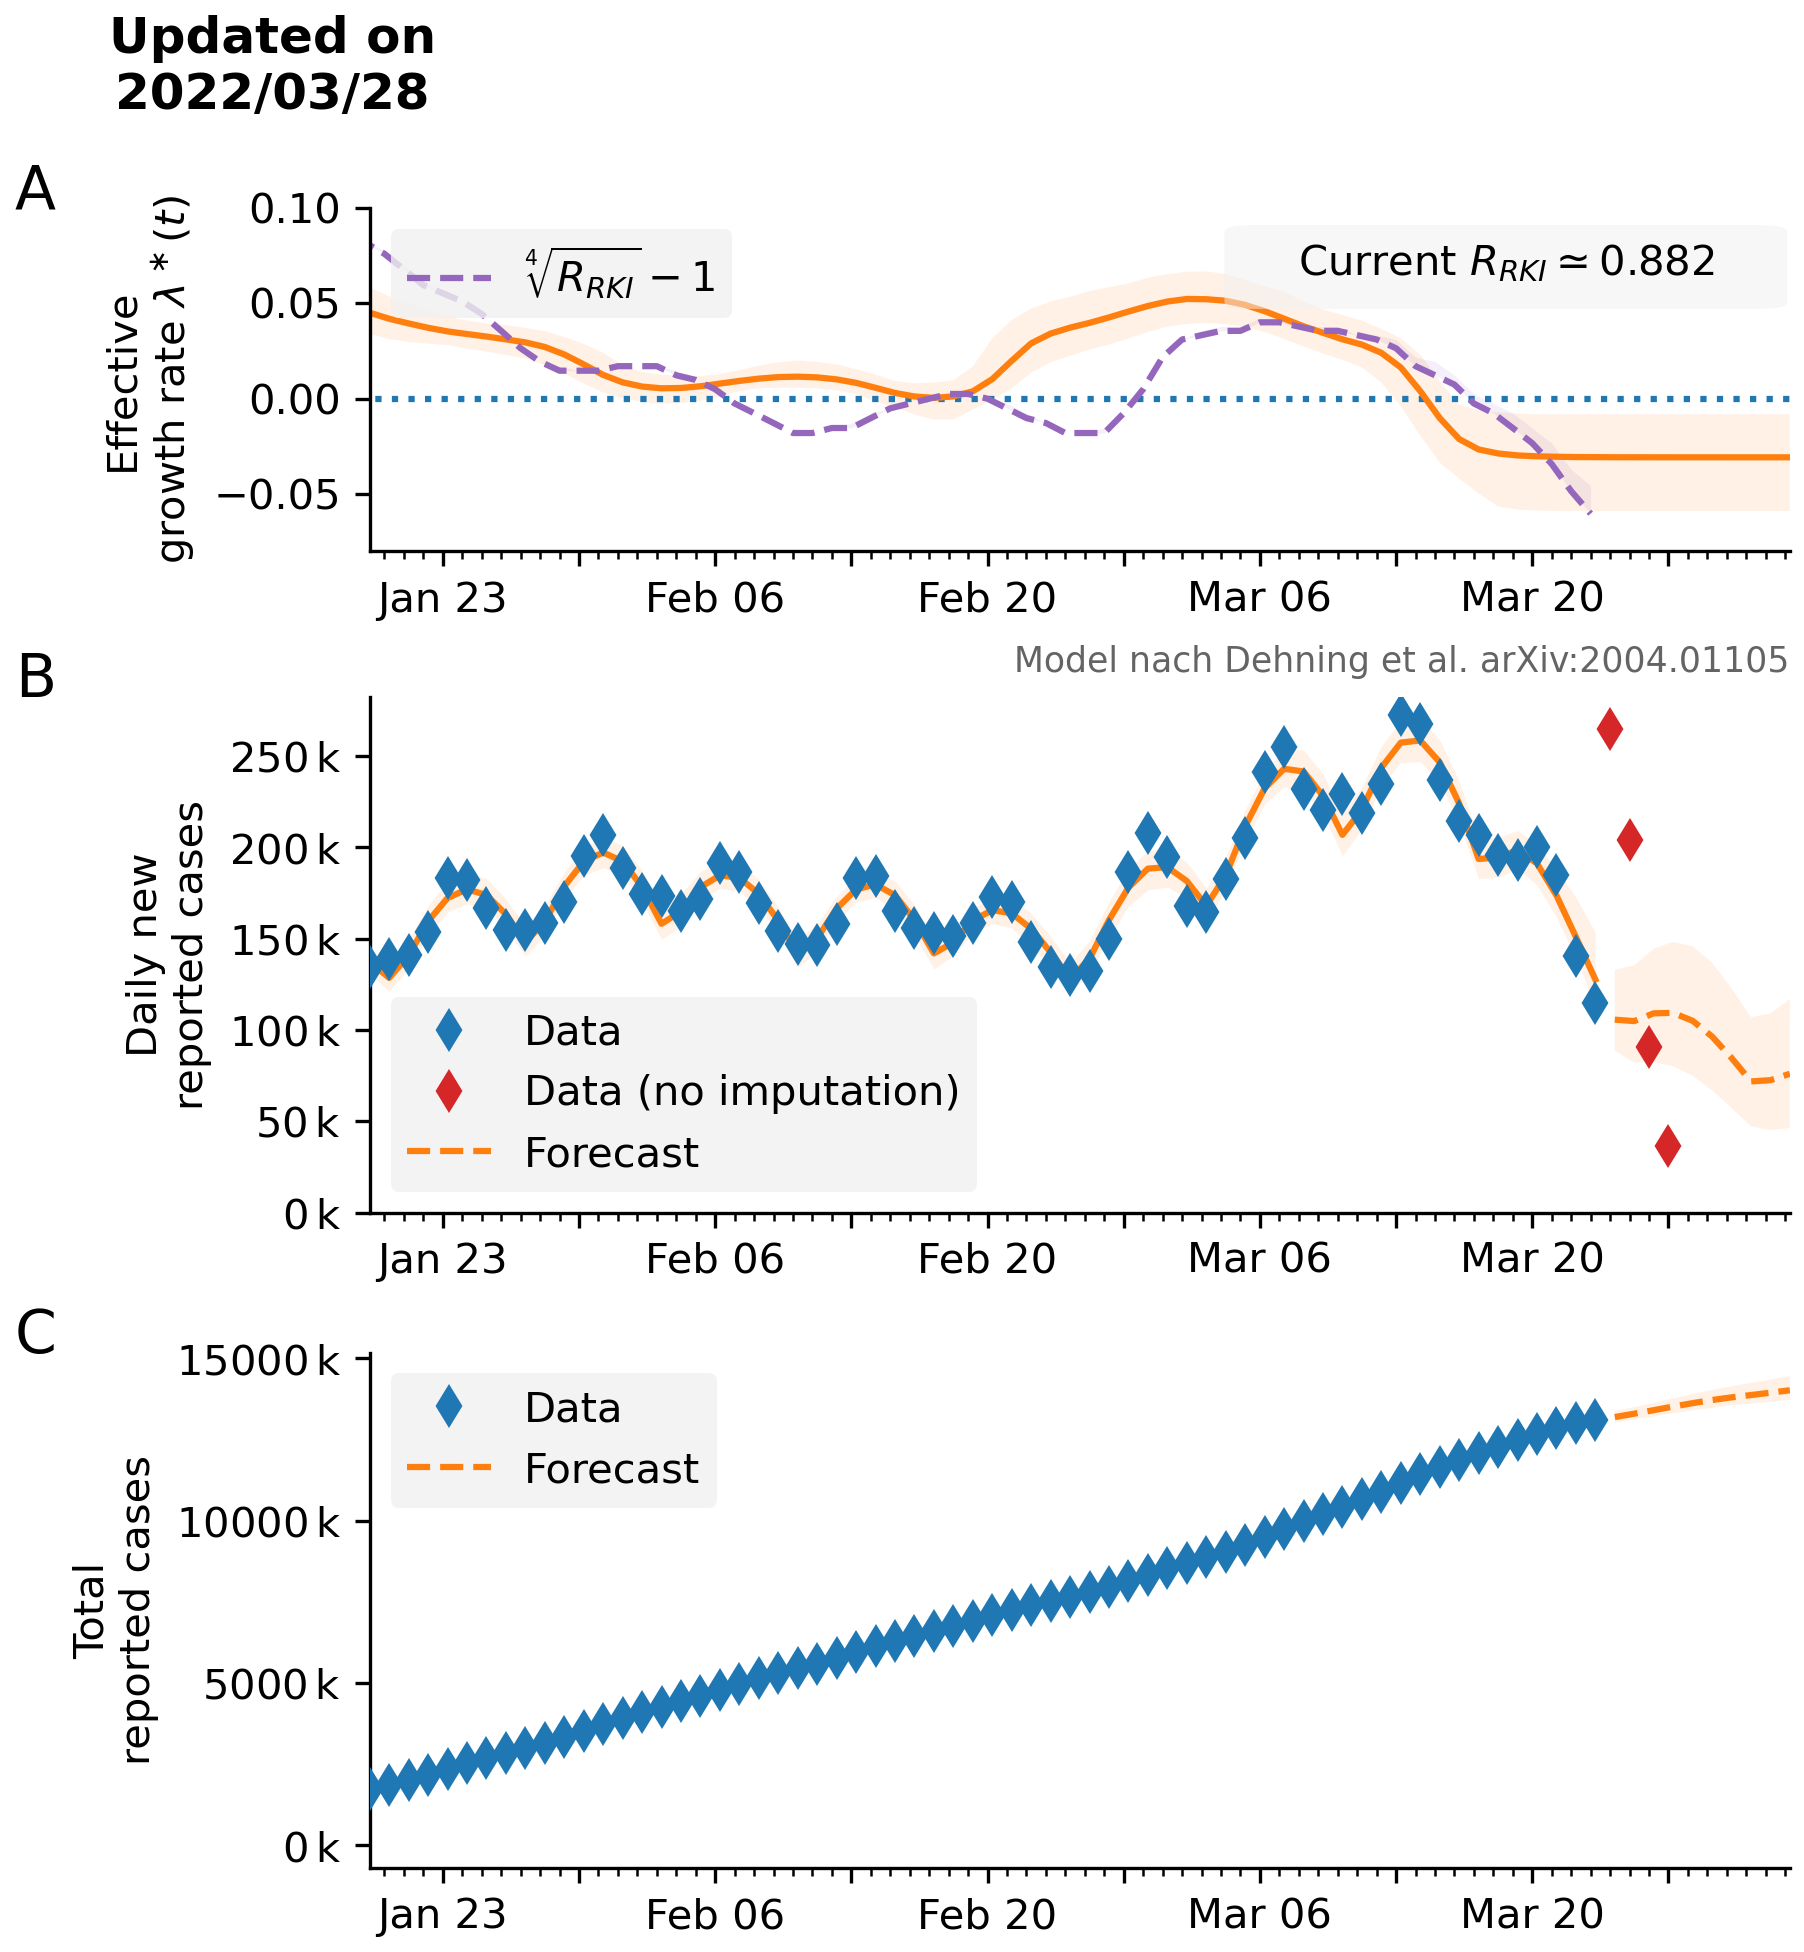 Updated on
2022/03/28
A
Effective
growth rate λ * (t)
0.10
0.05
0.00
−0.05
∜R_RKI − 1
Current R_RKI ≃ 0.882
Jan 23 Feb 06 Feb 20 Mar 06 Mar 20
Model nach Dehning et al. arXiv:2004.01105
B
Daily new
reported cases
250 k
200 k
150 k
100 k
50 k
0 k
Data
Data (no imputation)
Forecast
Jan 23 Feb 06 Feb 20 Mar 06 Mar 20
C
Total
reported cases
15000 k
10000 k
5000 k
0 k
Data
Forecast
Jan 23 Feb 06 Feb 20 Mar 06 Mar 20